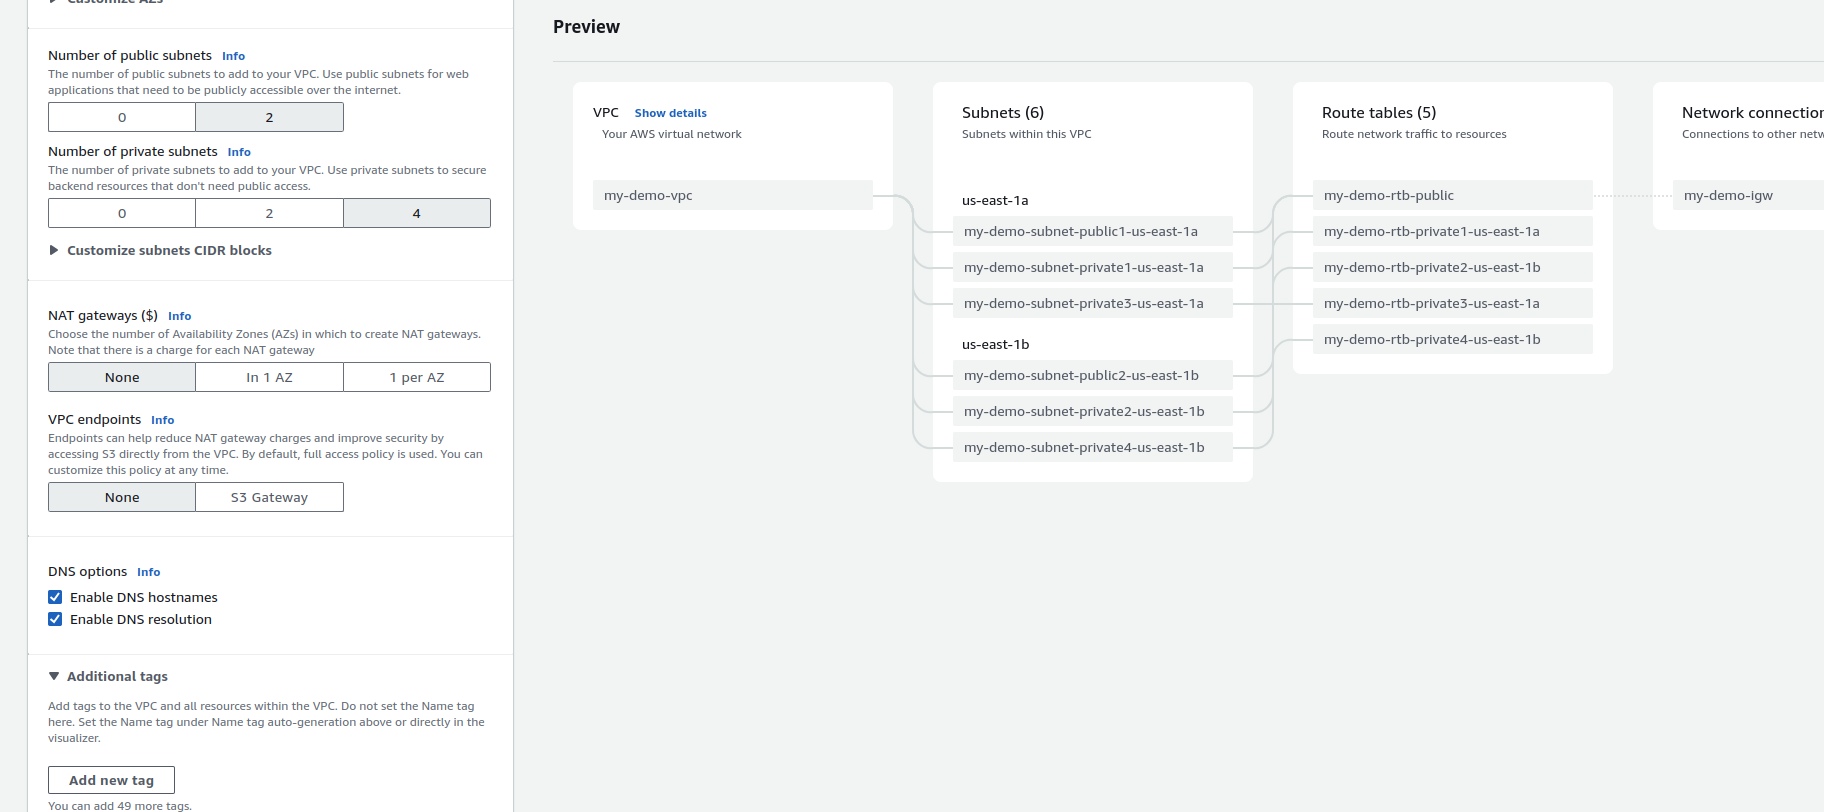 Customize AZs
Number of public subnets Info
The number of public subnets to add to your VPC. Use public subnets for web
applications that need to be publicly accessible over the internet.
0 2
Number of private subnets Info
The number of private subnets to add to your VPC. Use private subnets to secure
backend resources that don't need public access.
0 2 4
Customize subnets CIDR blocks
NAT gateways ($) Info
Choose the number of Availability Zones (AZs) in which to create NAT gateways.
Note that there is a charge for each NAT gateway
None In 1 AZ 1 per AZ
VPC endpoints Info
Endpoints can help reduce NAT gateway charges and improve security by
accessing S3 directly from the VPC. By default, full access policy is used. You can
customize this policy at any time.
None S3 Gateway
DNS options Info
Enable DNS hostnames
Enable DNS resolution
Additional tags
Add tags to the VPC and all resources within the VPC. Do not set the Name tag
here. Set the Name tag under Name tag auto-generation above or directly in the
visualizer.
Add new tag
You can add 49 more tags.
Preview
VPC Show details
Your AWS virtual network
my-demo-vpc
Subnets (6)
Subnets within this VPC
us-east-1a
my-demo-subnet-public1-us-east-1a
my-demo-subnet-private1-us-east-1a
my-demo-subnet-private3-us-east-1a
us-east-1b
my-demo-subnet-public2-us-east-1b
my-demo-subnet-private2-us-east-1b
my-demo-subnet-private4-us-east-1b
Route tables (5)
Route network traffic to resources
my-demo-rtb-public
my-demo-rtb-private1-us-east-1a
my-demo-rtb-private2-us-east-1b
my-demo-rtb-private3-us-east-1a
my-demo-rtb-private4-us-east-1b
Network connection
Connections to other netw
my-demo-igw